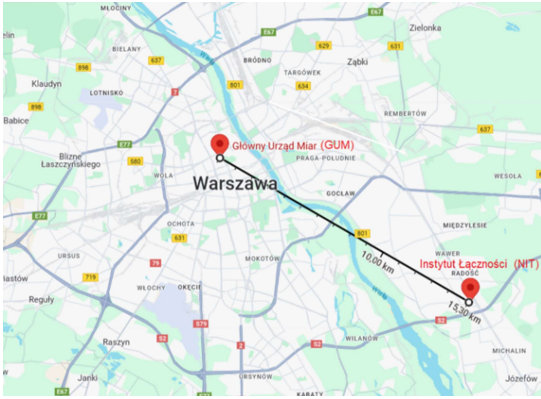 MŁOCINY
E67
Zielonka
629
631
BIELANY
BRÓDNO
Ząbki
E67
637
TARGÓWEK
Klaudyn
898
LOTNISKO
801
634
7
REMBERTÓW
898
Babice
637
E77
Główny Urząd Miar (GUM)
Blizne
Łaszczyńskiego
580
PRAGA-POŁUDNIE
WOLA
WESOŁA
Warszawa
GOCŁAW
E77
OCHOTA
MIĘDZYLESIE
631
801
URSUS
WAWER
79
MOKOTÓW
10,00 km
Instytut Łączności (NIT)
RADOŚĆ
719
WŁOCHY
OKĘCIE
Reguły
15,30 km
S2
S79
WILANÓW
Raszyn
S2
2
S2
MICHALIN
Janki
URSYNÓW
Józefów
E67
KABATY